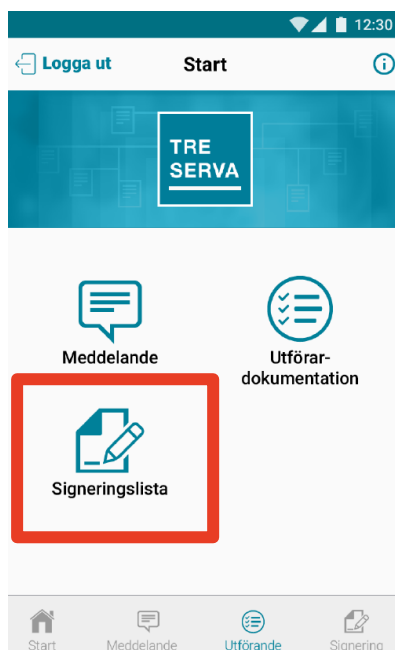 12:30
Logga ut Start
TRE
SERVA
Meddelande
Utförar-
dokumentation
Signeringslista
Start Meddelande Utförande Signering